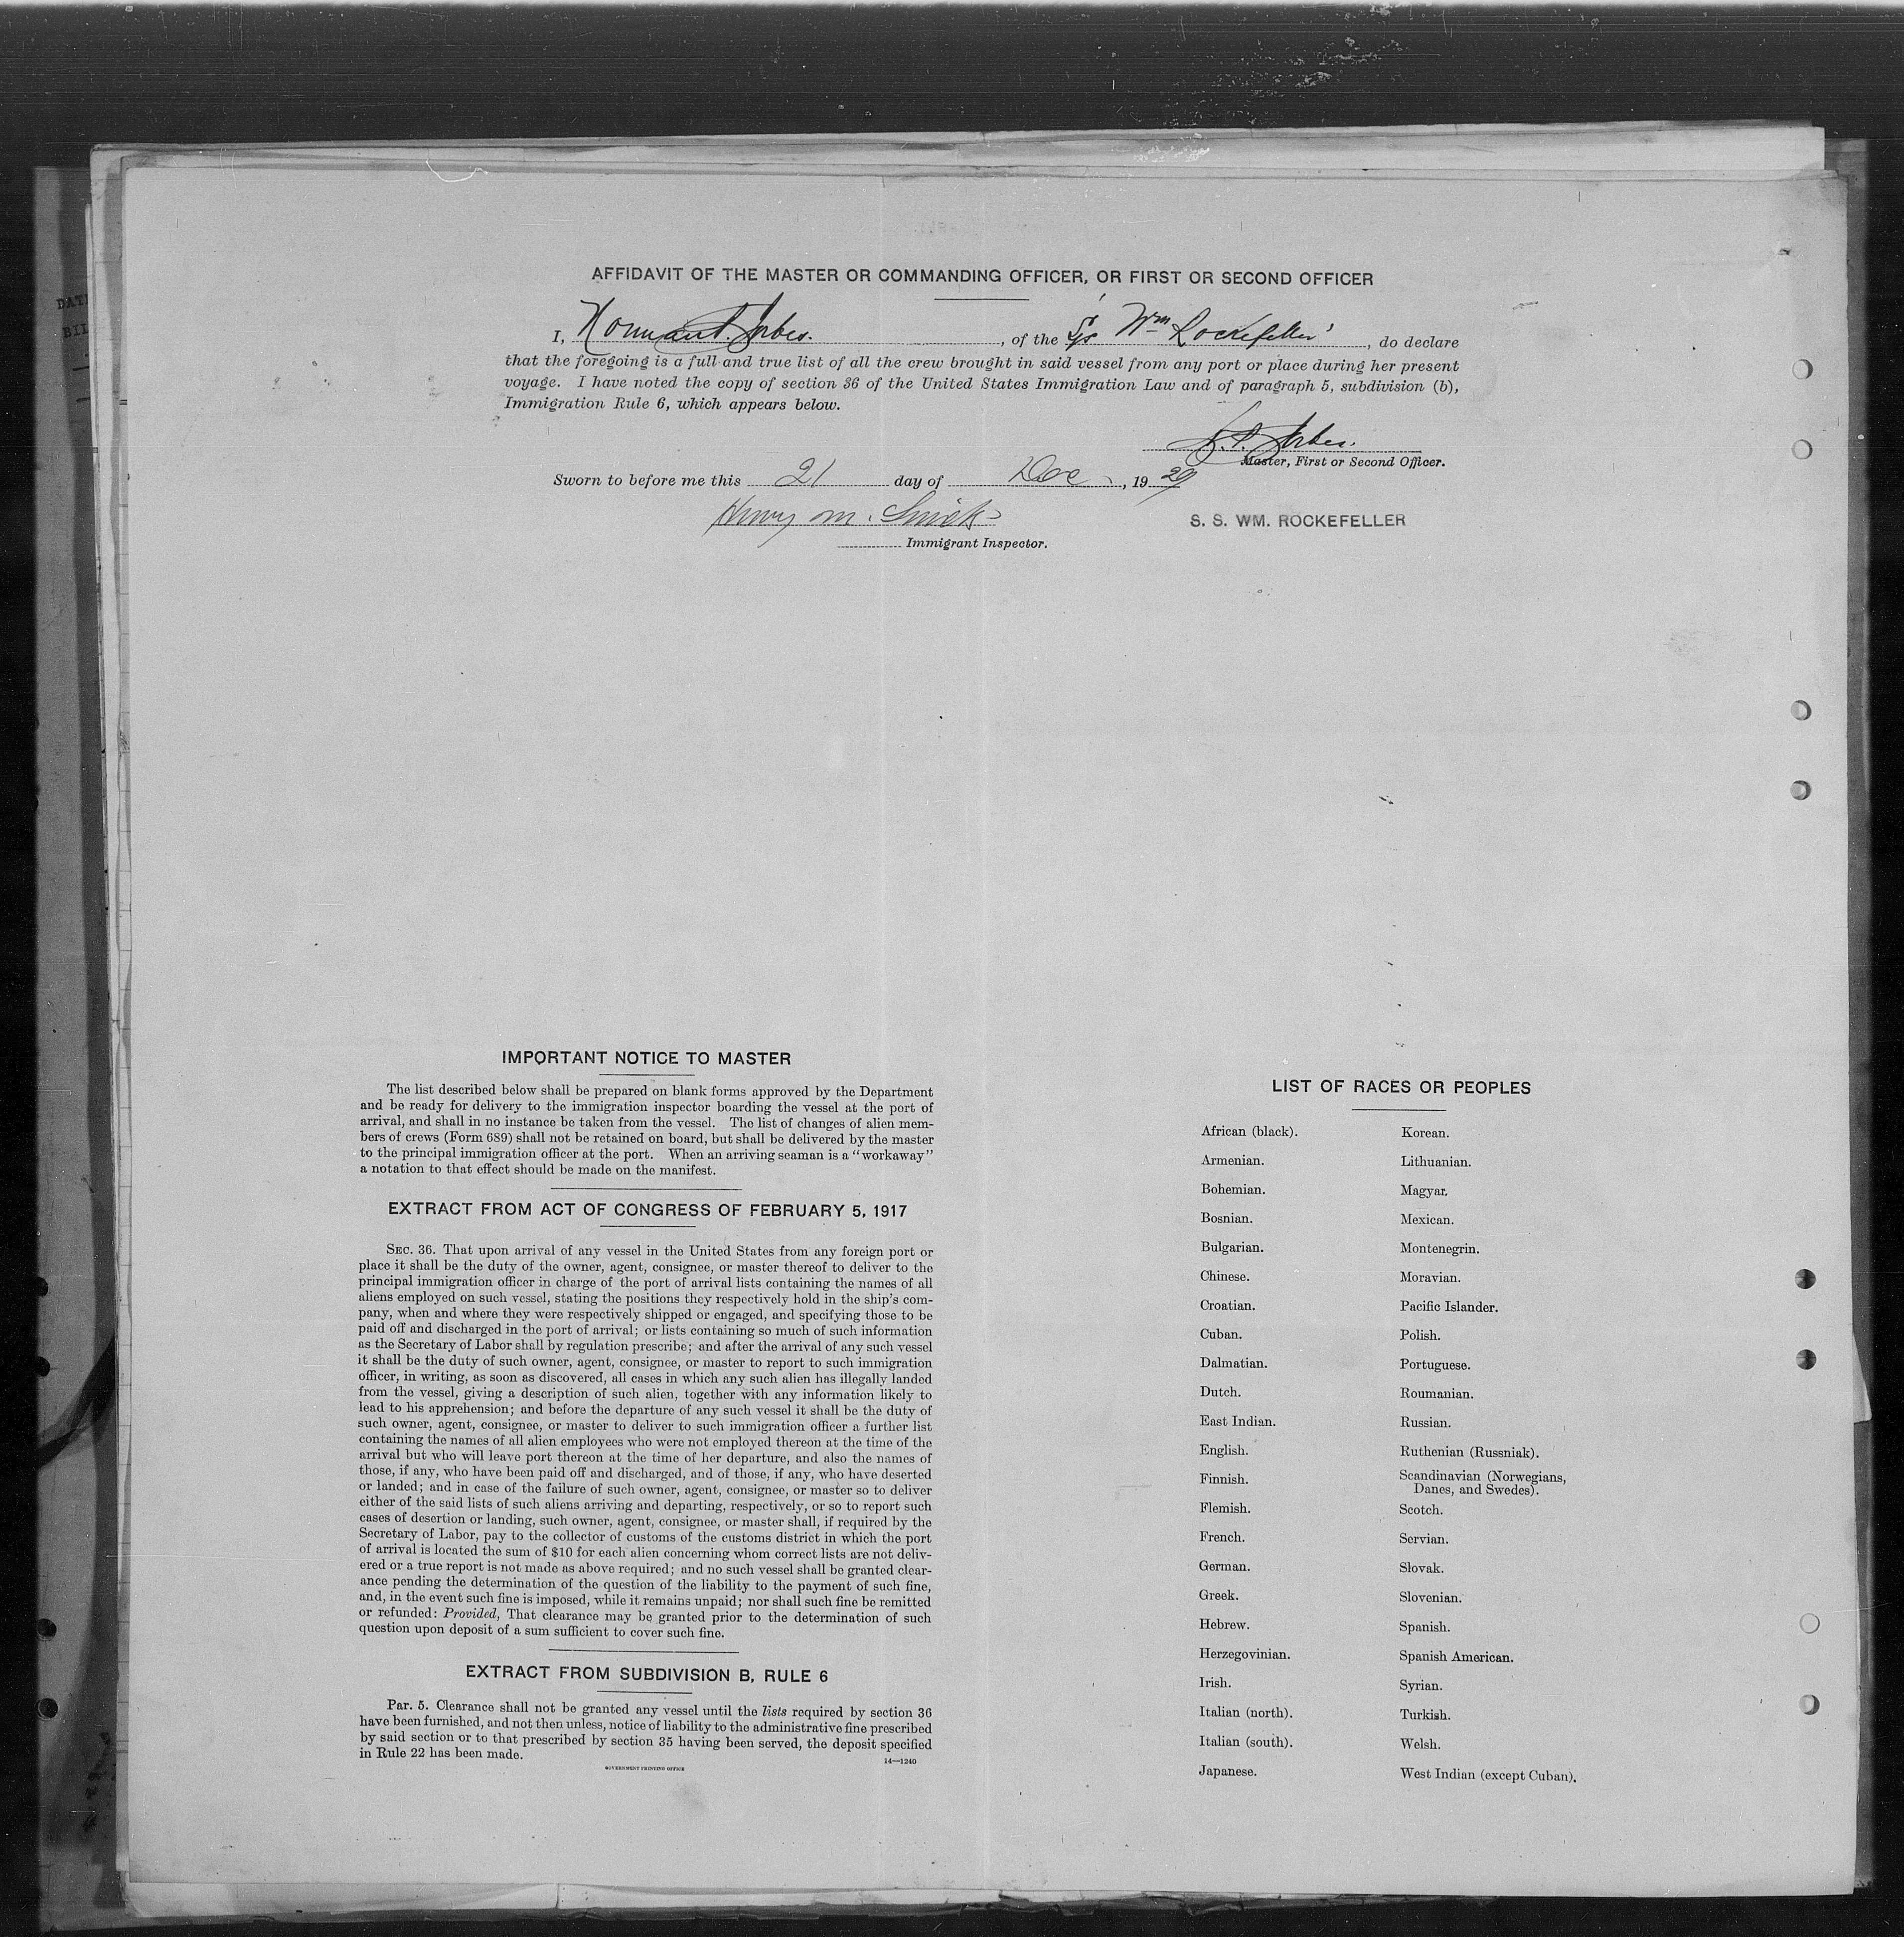 DAT
BIL
AFFIDAVIT OF THE MASTER OR COMMANDING OFFICER, OR FIRST OR SECOND OFFICER
I, Norman T. Forbes. , of the S/S "Wm Rockefeller" , do declare
that the foregoing is a full and true list of all the crew brought in said vessel from any port or place during her present
voyage. I have noted the copy of section 36 of the United States Immigration Law and of paragraph 5, subdivision (b),
Immigration Rule 6, which appears below.
Forbes.
Master, First or Second Officer.
Sworn to before me this 21 day of Dec , 19 29
Henry M. Smick
S. S. WM. ROCKEFELLER
Immigrant Inspector.
IMPORTANT NOTICE TO MASTER
The list described below shall be prepared on blank forms approved by the Department
and be ready for delivery to the immigration inspector boarding the vessel at the port of
arrival, and shall in no instance be taken from the vessel. The list of changes of alien mem-
bers of crews (Form 689) shall not be retained on board, but shall be delivered by the master
to the principal immigration officer at the port. When an arriving seaman is a "workaway"
a notation to that effect should be made on the manifest.
EXTRACT FROM ACT OF CONGRESS OF FEBRUARY 5, 1917
SEC. 36. That upon arrival of any vessel in the United States from any foreign port or
place it shall be the duty of the owner, agent, consignee, or master thereof to deliver to the
principal immigration officer in charge of the port of arrival lists containing the names of all
aliens employed on such vessel, stating the positions they respectively hold in the ship's com-
pany, when and where they were respectively shipped or engaged, and specifying those to be
paid off and discharged in the port of arrival; or lists containing so much of such information
as the Secretary of Labor shall by regulation prescribe; and after the arrival of any such vessel
it shall be the duty of such owner, agent, consignee, or master to report to such immigration
officer, in writing, as soon as discovered, all cases in which any such alien has illegally landed
from the vessel, giving a description of such alien, together with any information likely to
lead to his apprehension; and before the departure of any such vessel it shall be the duty of
such owner, agent, consignee, or master to deliver to such immigration officer a further list
containing the names of all alien employees who were not employed thereon at the time of the
arrival but who will leave port thereon at the time of her departure, and also the names of
those, if any, who have been paid off and discharged, and of those, if any, who have deserted
or landed; and in case of the failure of such owner, agent, consignee, or master so to deliver
either of the said lists of such aliens arriving and departing, respectively, or so to report such
cases of desertion or landing, such owner, agent, consignee, or master shall, if required by the
Secretary of Labor, pay to the collector of customs of the customs district in which the port
of arrival is located the sum of $10 for each alien concerning whom correct lists are not deliv-
ered or a true report is not made as above required; and no such vessel shall be granted clear-
ance pending the determination of the question of the liability to the payment of such fine,
and, in the event such fine is imposed, while it remains unpaid; nor shall such fine be remitted
or refunded: Provided, That clearance may be granted prior to the determination of such
question upon deposit of a sum sufficient to cover such fine.
EXTRACT FROM SUBDIVISION B, RULE 6
Par. 5. Clearance shall not be granted any vessel until the lists required by section 36
have been furnished, and not then unless, notice of liability to the administrative fine prescribed
by said section or to that prescribed by section 35 having been served, the deposit specified
in Rule 22 has been made.
14—1240
GOVERNMENT PRINTING OFFICE
LIST OF RACES OR PEOPLES
African (black).
Armenian.
Bohemian.
Bosnian.
Bulgarian.
Chinese.
Croatian.
Cuban.
Dalmatian.
Dutch.
East Indian.
English.
Finnish.
Flemish.
French.
German.
Greek.
Hebrew.
Herzegovinian.
Irish.
Italian (north).
Italian (south).
Japanese.
Korean.
Lithuanian.
Magyar.
Mexican.
Montenegrin.
Moravian.
Pacific Islander.
Polish.
Portuguese.
Roumanian.
Russian.
Ruthenian (Russniak).
Scandinavian (Norwegians,
Danes, and Swedes).
Scotch.
Servian.
Slovak.
Slovenian.
Spanish.
Spanish American.
Syrian.
Turkish.
Welsh.
West Indian (except Cuban).